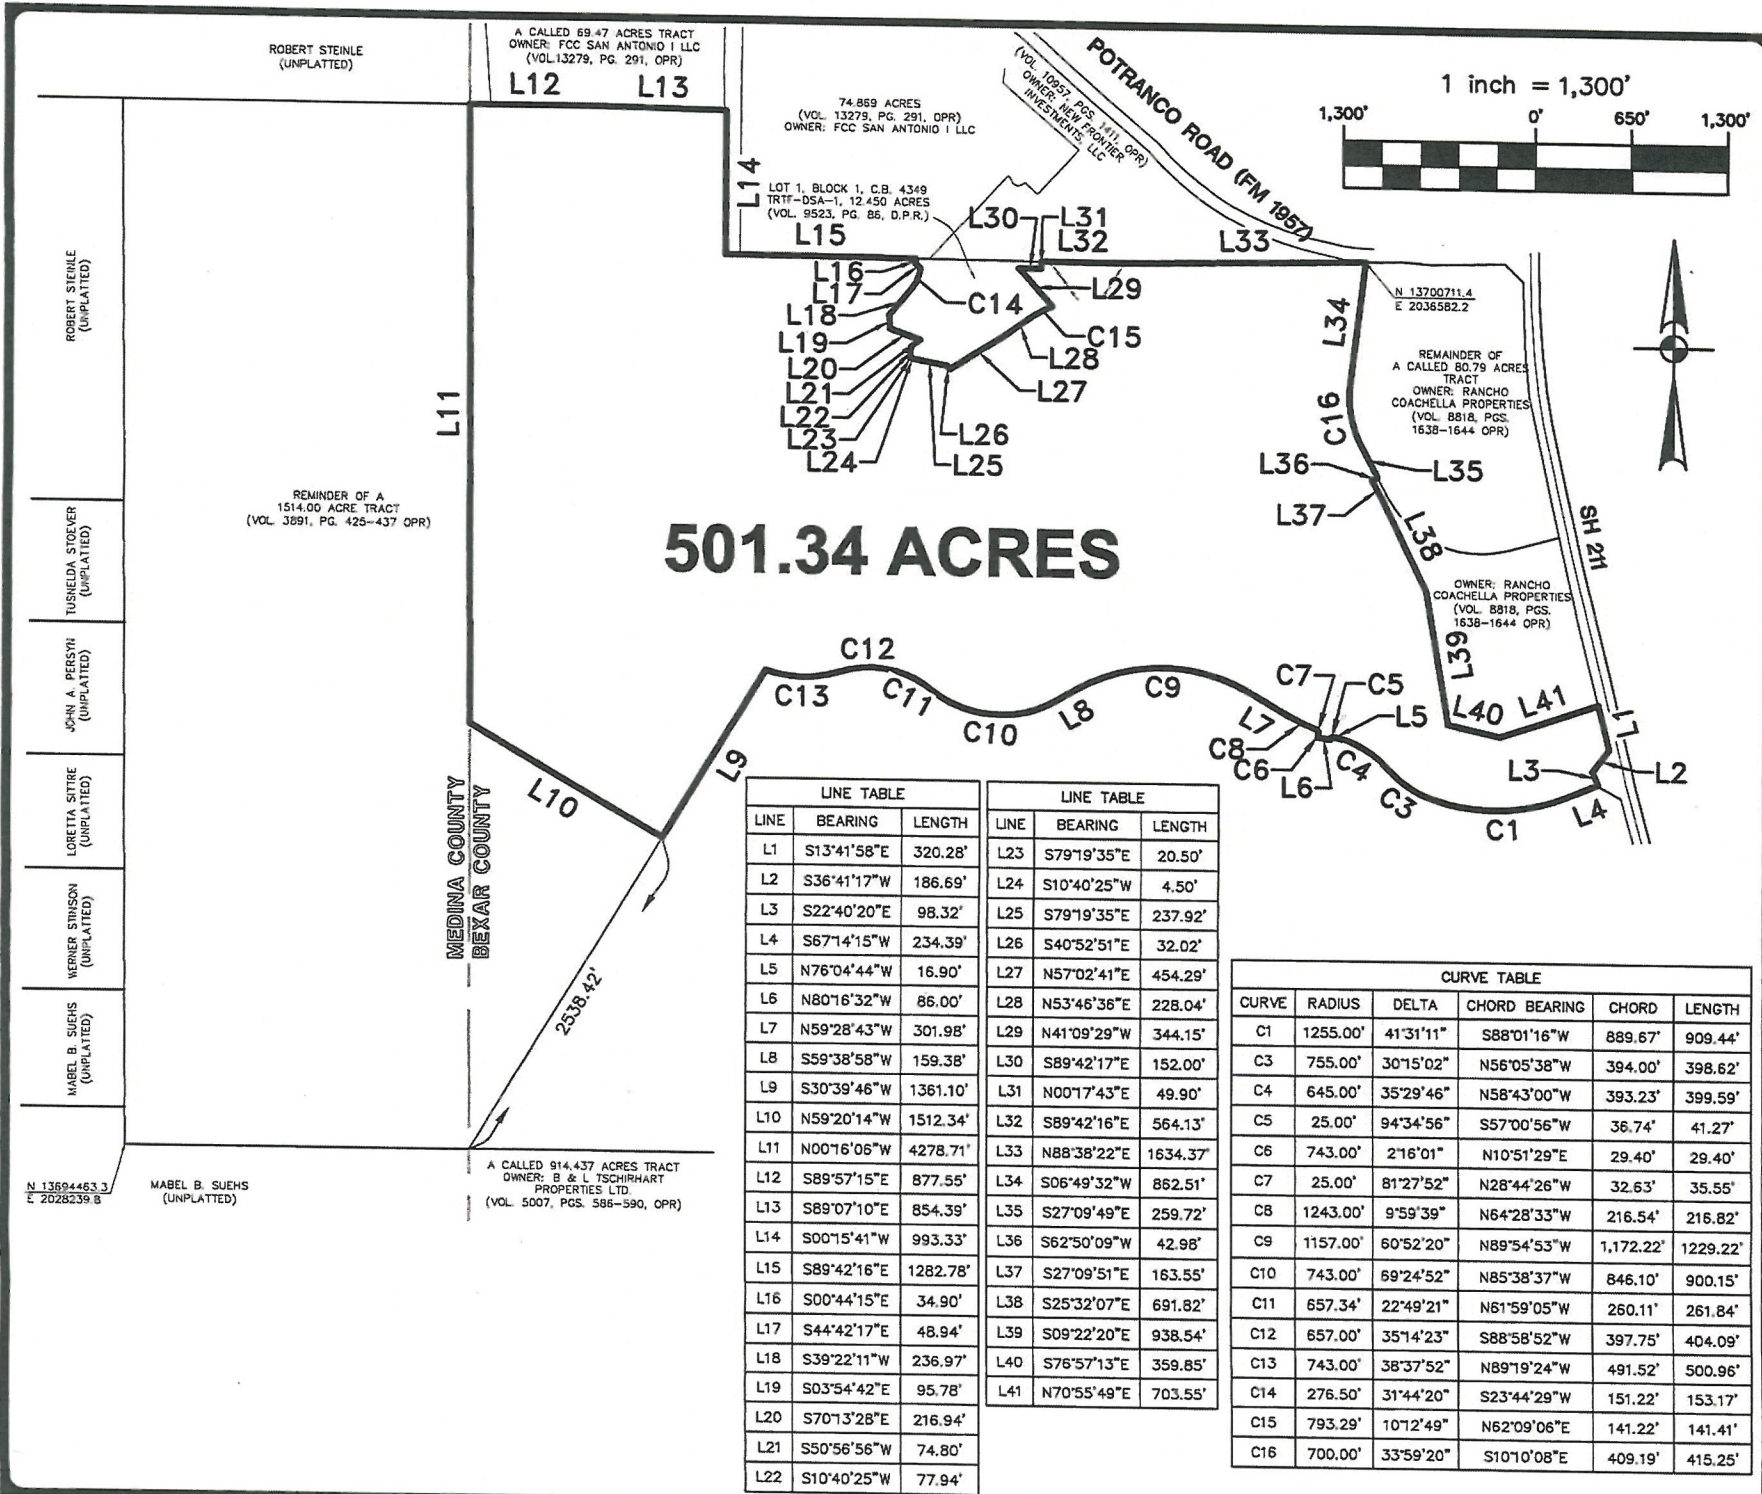 ROBERT STEINLE
(UNPLATTED)
A CALLED 69.47 ACRES TRACT
OWNER: FCC SAN ANTONIO I LLC
(VOL.13279, PG. 291, OPR)
L12
L13
74.869 ACRES
(VOL. 13279, PG. 291, OPR)
OWNER: FCC SAN ANTONIO I LLC
(VOL. 10957, PGS. 1411, OPR)
OWNER: NEW FRONTIER
INVESTMENTS, LLC
POTRANCO ROAD (FM 1957)
1 inch = 1,300'
1,300'
0'
650'
1,300'
L14
LOT 1, BLOCK 1, C.B. 4349
TRTF-DSA-1, 12.450 ACRES
(VOL. 9523, PG. 86, D.P.R.)
L15
L30
L31
L32
L33
L16
L17
L18
L19
L20
L21
L22
L23
L24
C14
L29
C15
L28
L27
L26
L25
N 13700711.4
E 2036582.2
L34
REMAINDER OF
A CALLED 80.79 ACRES
TRACT
OWNER: RANCHO
COACHELLA PROPERTIES
(VOL. 8818, PGS.
1638-1644 OPR)
C16
L36
L35
L37
L38
SH 211
OWNER: RANCHO
COACHELLA PROPERTIES
(VOL. 8818, PGS.
1638-1644 OPR)
L39
L40
L41
L1
L2
L3
L4
ROBERT STEINLE
(UNPLATTED)
L11
REMINDER OF A
1514.00 ACRE TRACT
(VOL. 3891, PG. 425-437 OPR)
501.34 ACRES
TUSNELDA STOEVER
(UNPLATTED)
JOHN A. PERSYN
(UNPLATTED)
LORETTA SITTRE
(UNPLATTED)
WERNER STINSON
(UNPLATTED)
MABEL B. SUEHS
(UNPLATTED)
C12
C13
C11
C10
L8
C9
L7
C7
C5
L5
C8
C6
L6
C4
C3
C1
L9
L10
MEDINA COUNTY
BEXAR COUNTY
2538.42'
N 13694463.3
E 2028239.8
MABEL B. SUEHS
(UNPLATTED)
A CALLED 914.437 ACRES TRACT
OWNER: B & L TSCHIRHART
PROPERTIES LTD.
(VOL. 5007, PGS. 586-590, OPR)
LINE TABLE
LINE BEARING LENGTH
L1 S13°41'58"E 320.28'
L2 S36°41'17"W 186.69'
L3 S22°40'20"E 98.32'
L4 S67°14'15"W 234.39'
L5 N76°04'44"W 16.90'
L6 N80°16'32"W 86.00'
L7 N59°28'43"W 301.98'
L8 S59°38'58"W 159.38'
L9 S30°39'46"W 1361.10'
L10 N59°20'14"W 1512.34'
L11 N00°16'06"W 4278.71'
L12 S89°57'15"E 877.55'
L13 S89°07'10"E 854.39'
L14 S00°15'41"W 993.33'
L15 S89°42'16"E 1282.78'
L16 S00°44'15"E 34.90'
L17 S44°42'17"E 48.94'
L18 S39°22'11"W 236.97'
L19 S03°54'42"E 95.78'
L20 S70°13'28"E 216.94'
L21 S50°56'56"W 74.80'
L22 S10°40'25"W 77.94'
LINE TABLE
LINE BEARING LENGTH
L23 S79°19'35"E 20.50'
L24 S10°40'25"W 4.50'
L25 S79°19'35"E 237.92'
L26 S40°52'51"E 32.02'
L27 N57°02'41"E 454.29'
L28 N53°46'36"E 228.04'
L29 N41°09'29"W 344.15'
L30 S89°42'17"E 152.00'
L31 N00°17'43"E 49.90'
L32 S89°42'16"E 564.13'
L33 N88°38'22"E 1634.37'
L34 S06°49'32"W 862.51'
L35 S27°09'49"E 259.72'
L36 S62°50'09"W 42.98'
L37 S27°09'51"E 163.55'
L38 S25°32'07"E 691.82'
L39 S09°22'20"E 938.54'
L40 S76°57'13"E 359.85'
L41 N70°55'49"E 703.55'
CURVE TABLE
CURVE RADIUS DELTA CHORD BEARING CHORD LENGTH
C1 1255.00' 41°31'11" S88°01'16"W 889.67' 909.44'
C3 755.00' 30°15'02" N56°05'38"W 394.00' 398.62'
C4 645.00' 35°29'46" N58°43'00"W 393.23' 399.59'
C5 25.00' 94°34'56" S57°00'56"W 36.74' 41.27'
C6 743.00' 2°16'01" N10°51'29"E 29.40' 29.40'
C7 25.00' 81°27'52" N28°44'26"W 32.63' 35.55'
C8 1243.00' 9°59'39" N64°28'33"W 216.54' 216.82'
C9 1157.00' 60°52'20" N89°54'53"W 1,172.22' 1229.22'
C10 743.00' 69°24'52" N85°38'37"W 846.10' 900.15'
C11 657.34' 22°49'21" N61°59'05"W 260.11' 261.84'
C12 657.00' 35°14'23" S88°58'52"W 397.75' 404.09'
C13 743.00' 38°37'52" N89°19'24"W 491.52' 500.96'
C14 276.50' 31°44'20" S23°44'29"W 151.22' 153.17'
C15 793.29' 10°12'49" N62°09'06"E 141.22' 141.41'
C16 700.00' 33°59'20" S10°10'08"E 409.19' 415.25'